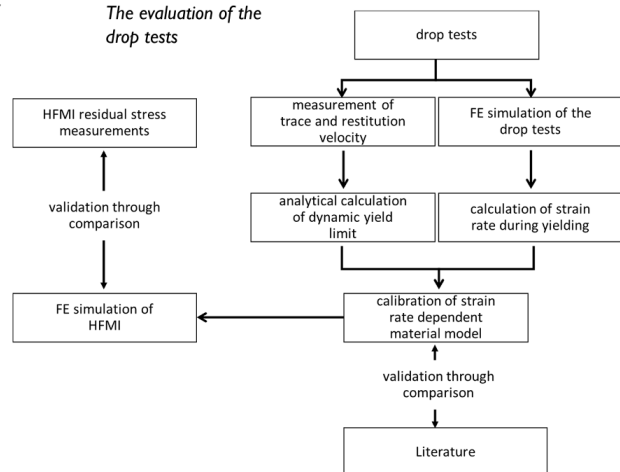 The evaluation of the
drop tests
drop tests
measurement of
trace and restitution
velocity
FE simulation of the
drop tests
HFMI residual stress
measurements
analytical calculation
of dynamic yield
limit
calculation of strain
rate during yielding
validation through
comparison
FE simulation of
HFMI
calibration of strain
rate dependent
material model
validation through
comparison
Literature